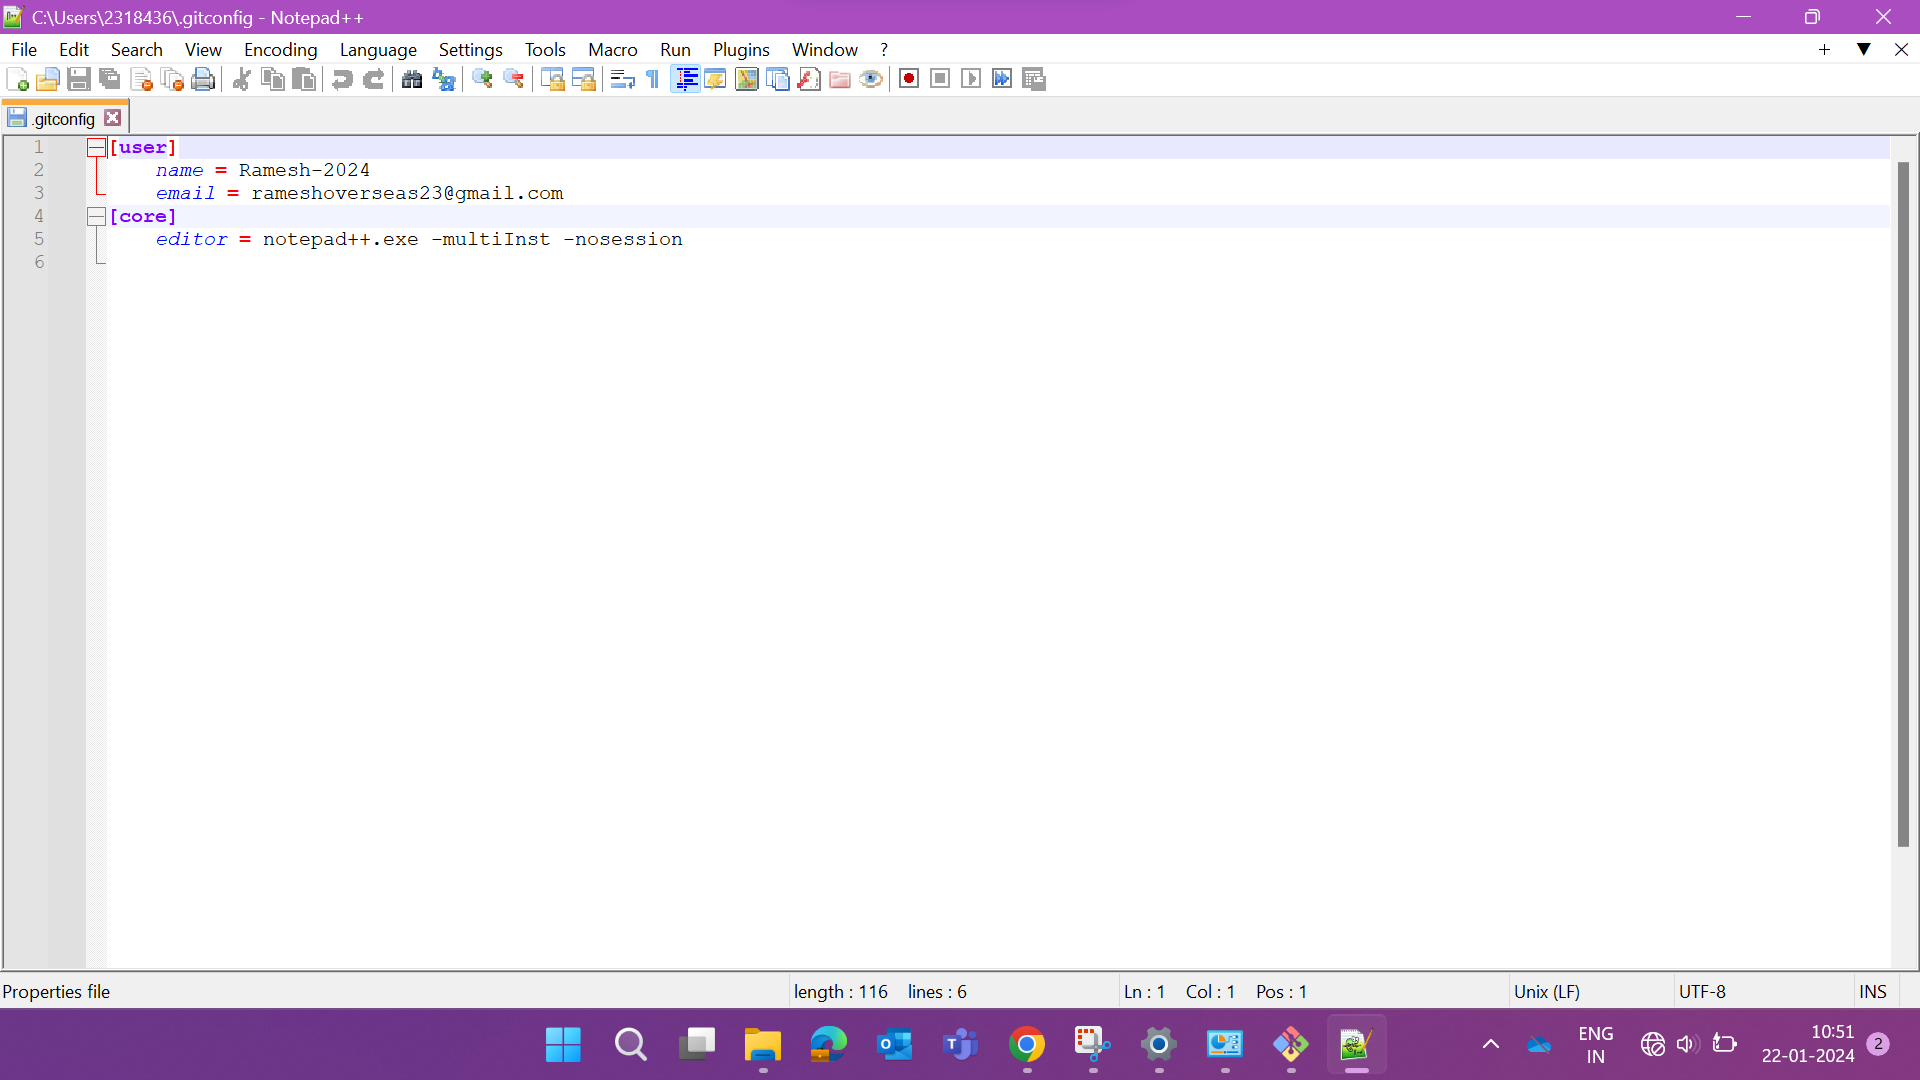 C:\Users\2318436\.gitconfig - Notepad++
File Edit Search View Encoding Language Settings Tools Macro Run Plugins Window ?
.gitconfig
1 [user]
2 name = Ramesh-2024
3 email = rameshoverseas23@gmail.com
4 [core]
5 editor = notepad++.exe -multiInst -nosession
6
Properties file length : 116 lines : 6 Ln : 1 Col : 1 Pos : 1 Unix (LF) UTF-8 INS
ENG 10:51
IN 22-01-2024 2